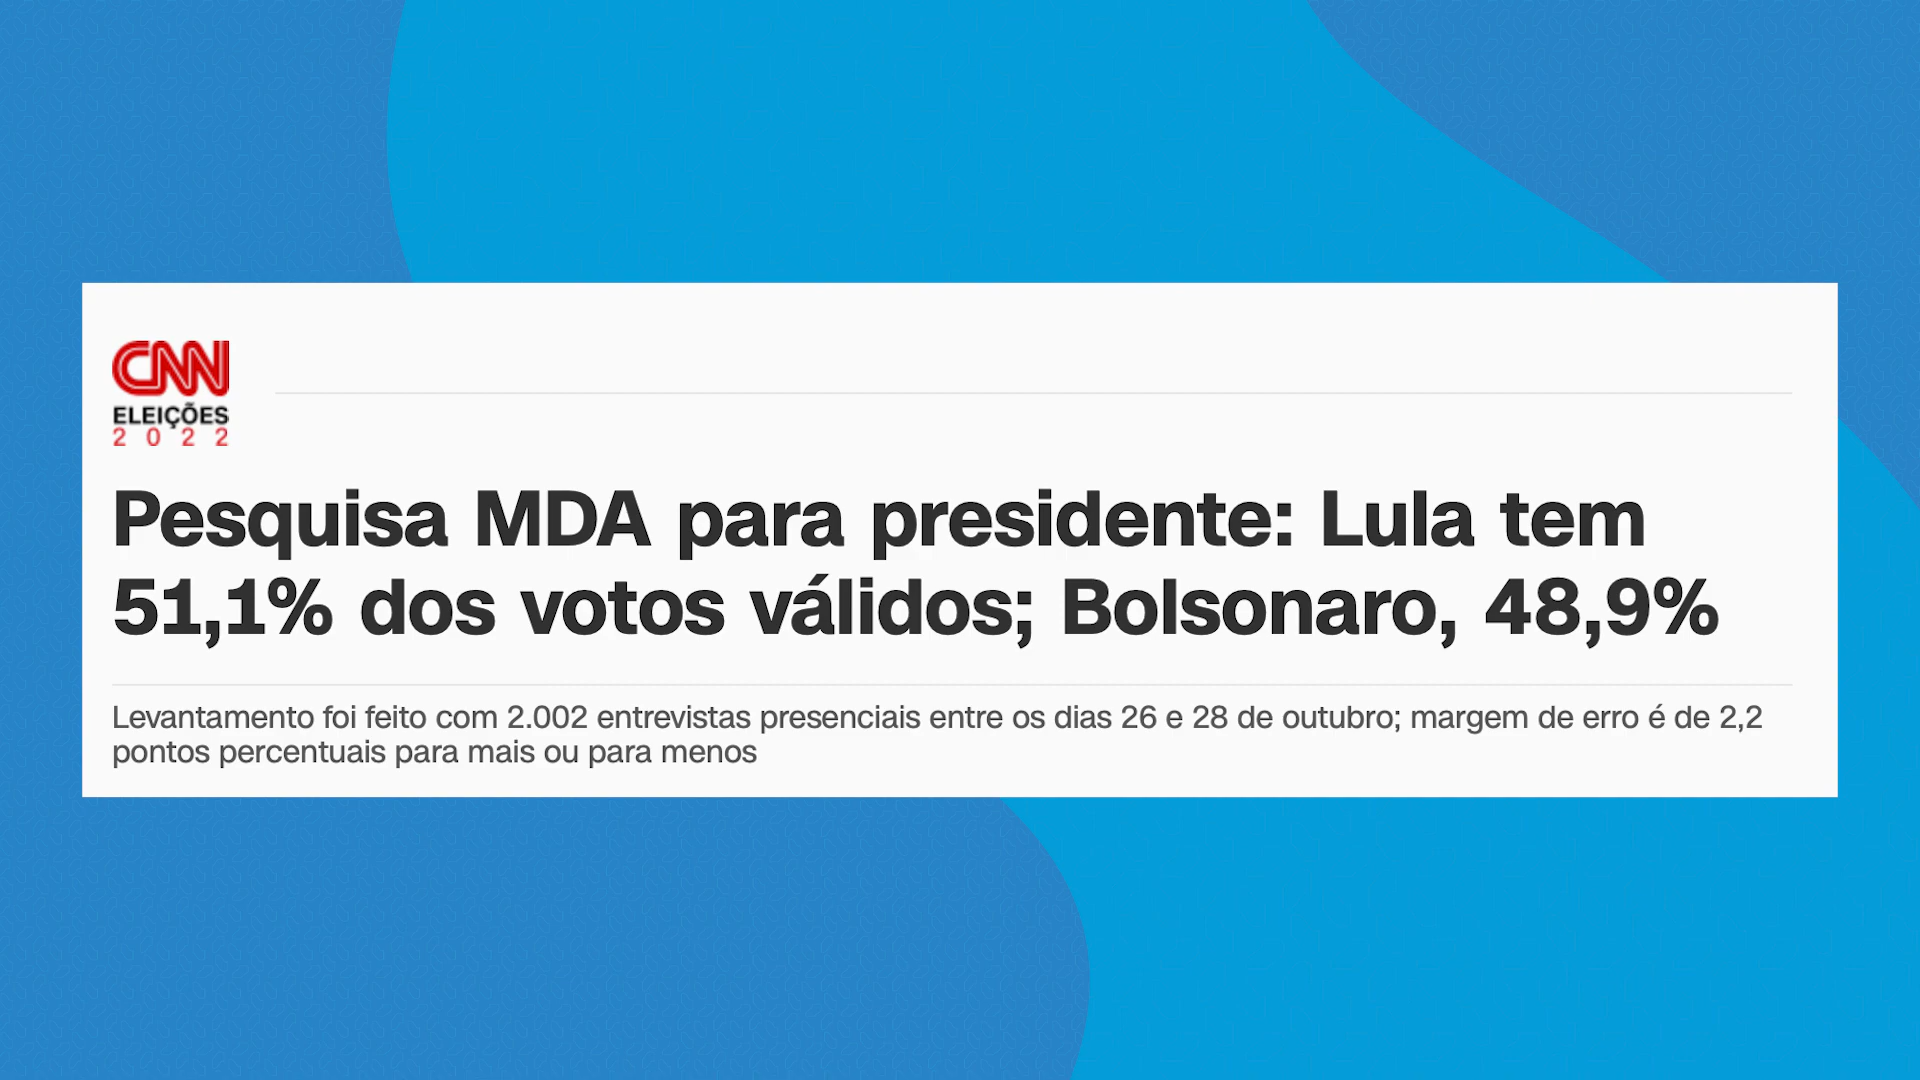 CNN
ELEIÇÕES
2022
Pesquisa MDA para presidente: Lula tem
51,1% dos votos válidos; Bolsonaro, 48,9%
Levantamento foi feito com 2.002 entrevistas presenciais entre os dias 26 e 28 de outubro; margem de erro é de 2,2
pontos percentuais para mais ou para menos